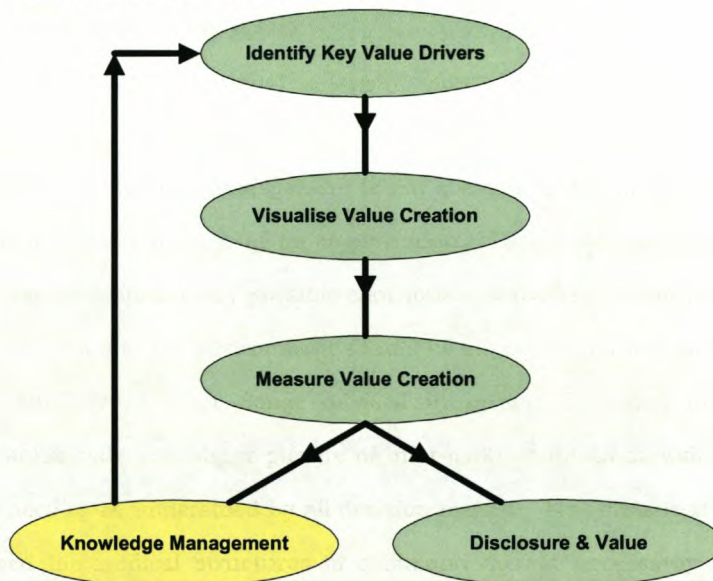 Identify Key Value Drivers
Visualise Value Creation
Measure Value Creation
Knowledge Management
Disclosure & Value